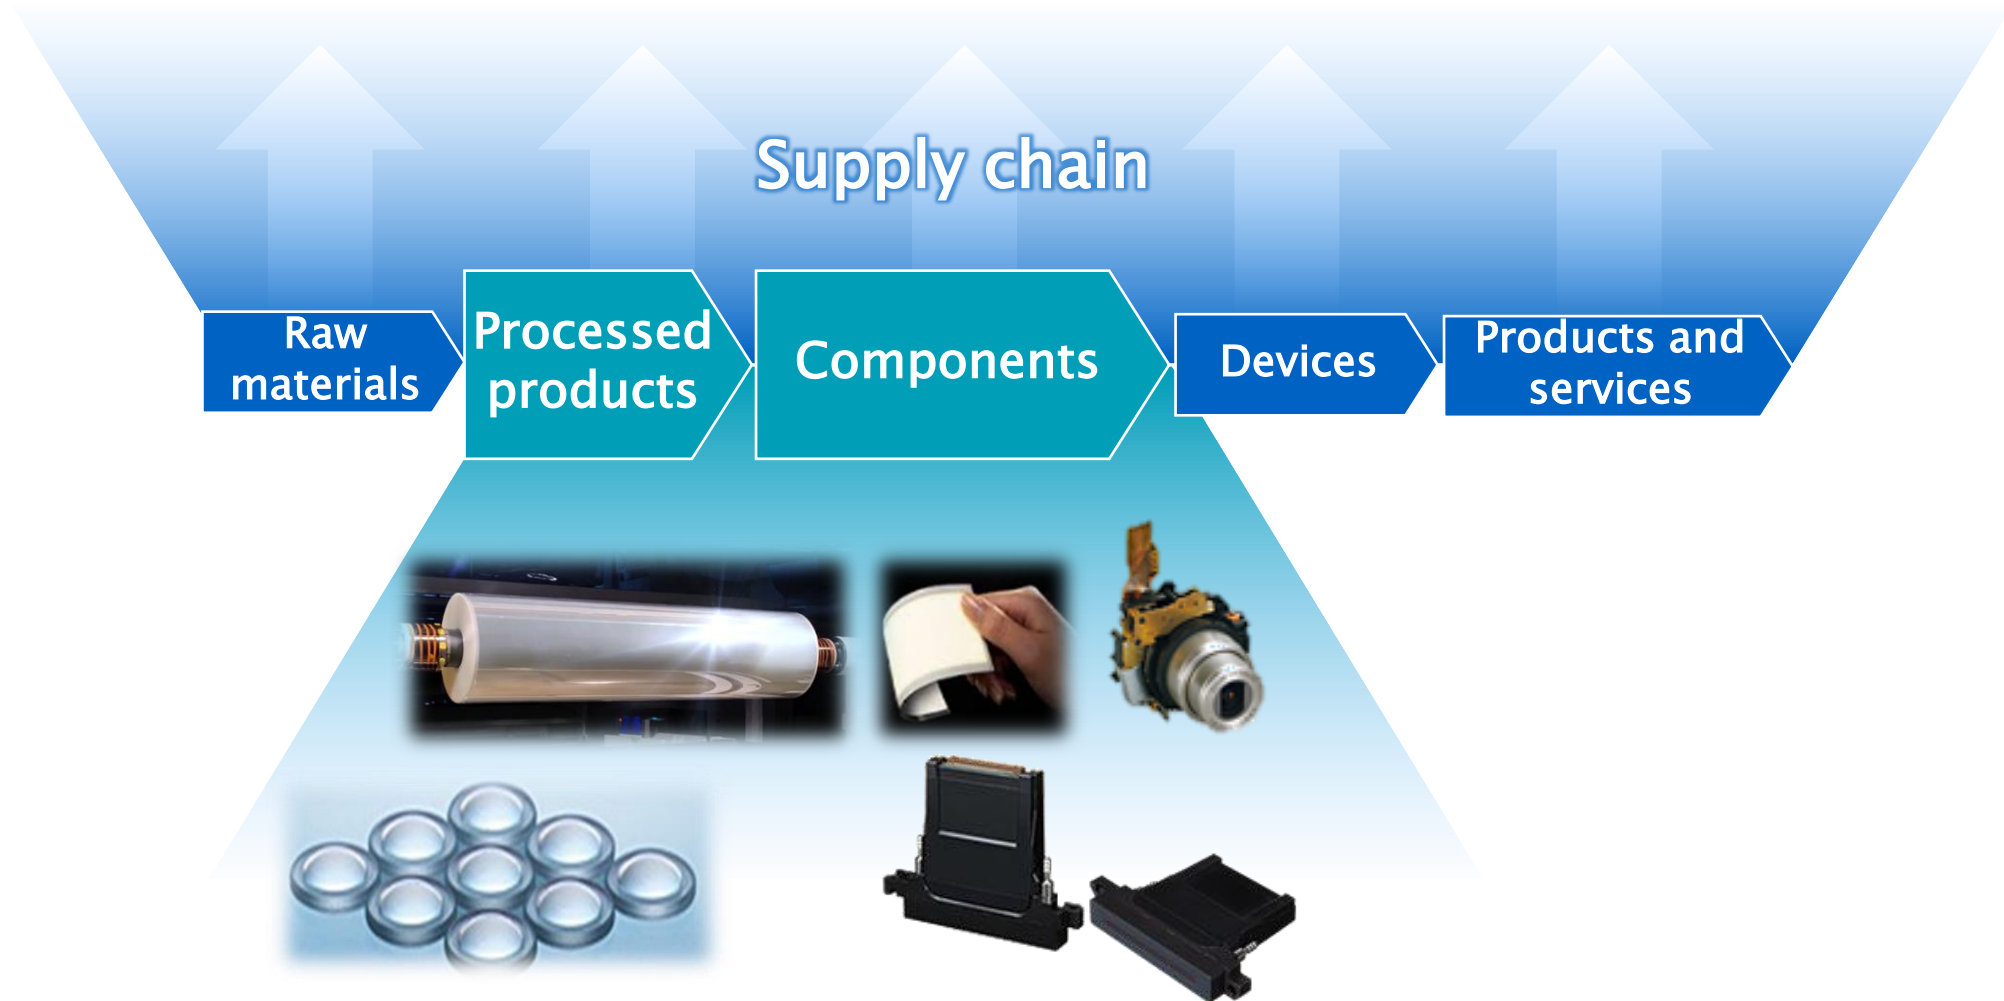 Supply chain
Raw
materials
Processed
products
Components
Devices
Products and
services